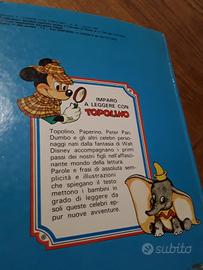 IMPARO
A LEGGERE CON
TOPOLINO
Topolino, Paperino, Peter Pan,
Dumbo e gli altri celebri perso-
naggi nati dalla fantasia di Walt
Disney accompagnano i primi
passi dei nostri figli nell'affasci-
nante mondo della lettura.
Parole e frasi di assoluta sem-
plicità e illustrazioni
che spiegano il testo
mettono i bambini in
grado di leggere da
soli queste celebri ep-
pur nuove avventure.
subito